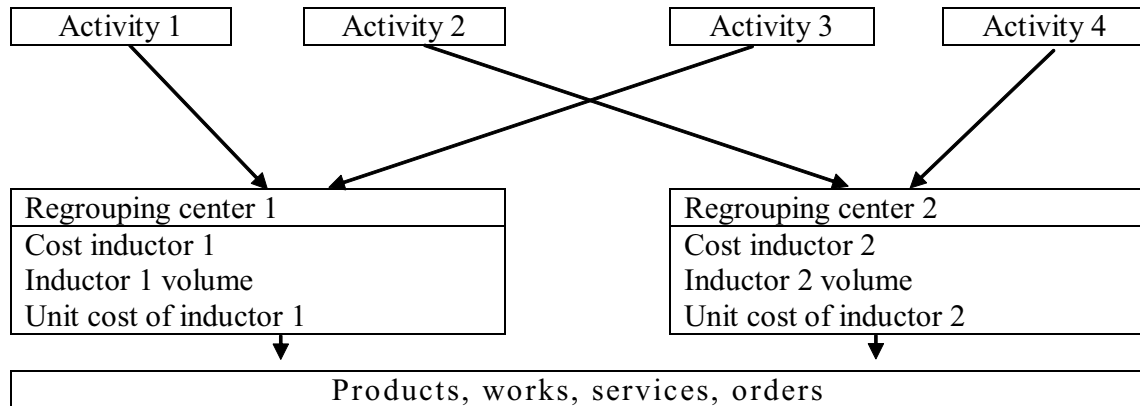 Activity 1
Activity 2
Activity 3
Activity 4
Regrouping center 1
Cost inductor 1
Inductor 1 volume
Unit cost of inductor 1
Regrouping center 2
Cost inductor 2
Inductor 2 volume
Unit cost of inductor 2
Products, works, services, orders